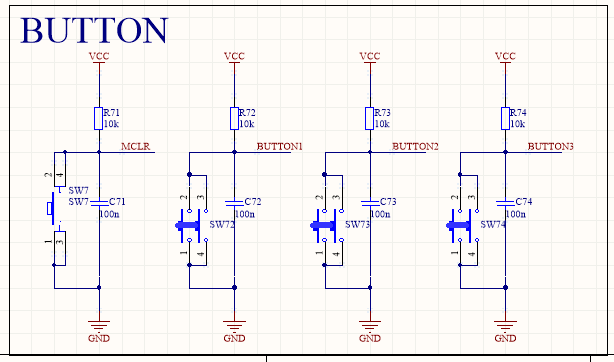 BUTTON
VCC VCC VCC VCC
R71 R72 R73 R74
10k 10k 10k 10k
MCLR BUTTON1 BUTTON2 BUTTON3
2 4 2 3 2 3 2 3
SW7
SW7 C71 C72 C73 C74
100n 100n 100n 100n
SW72 SW73 SW74
1 3 1 4 1 4 1 4
GND GND GND GND